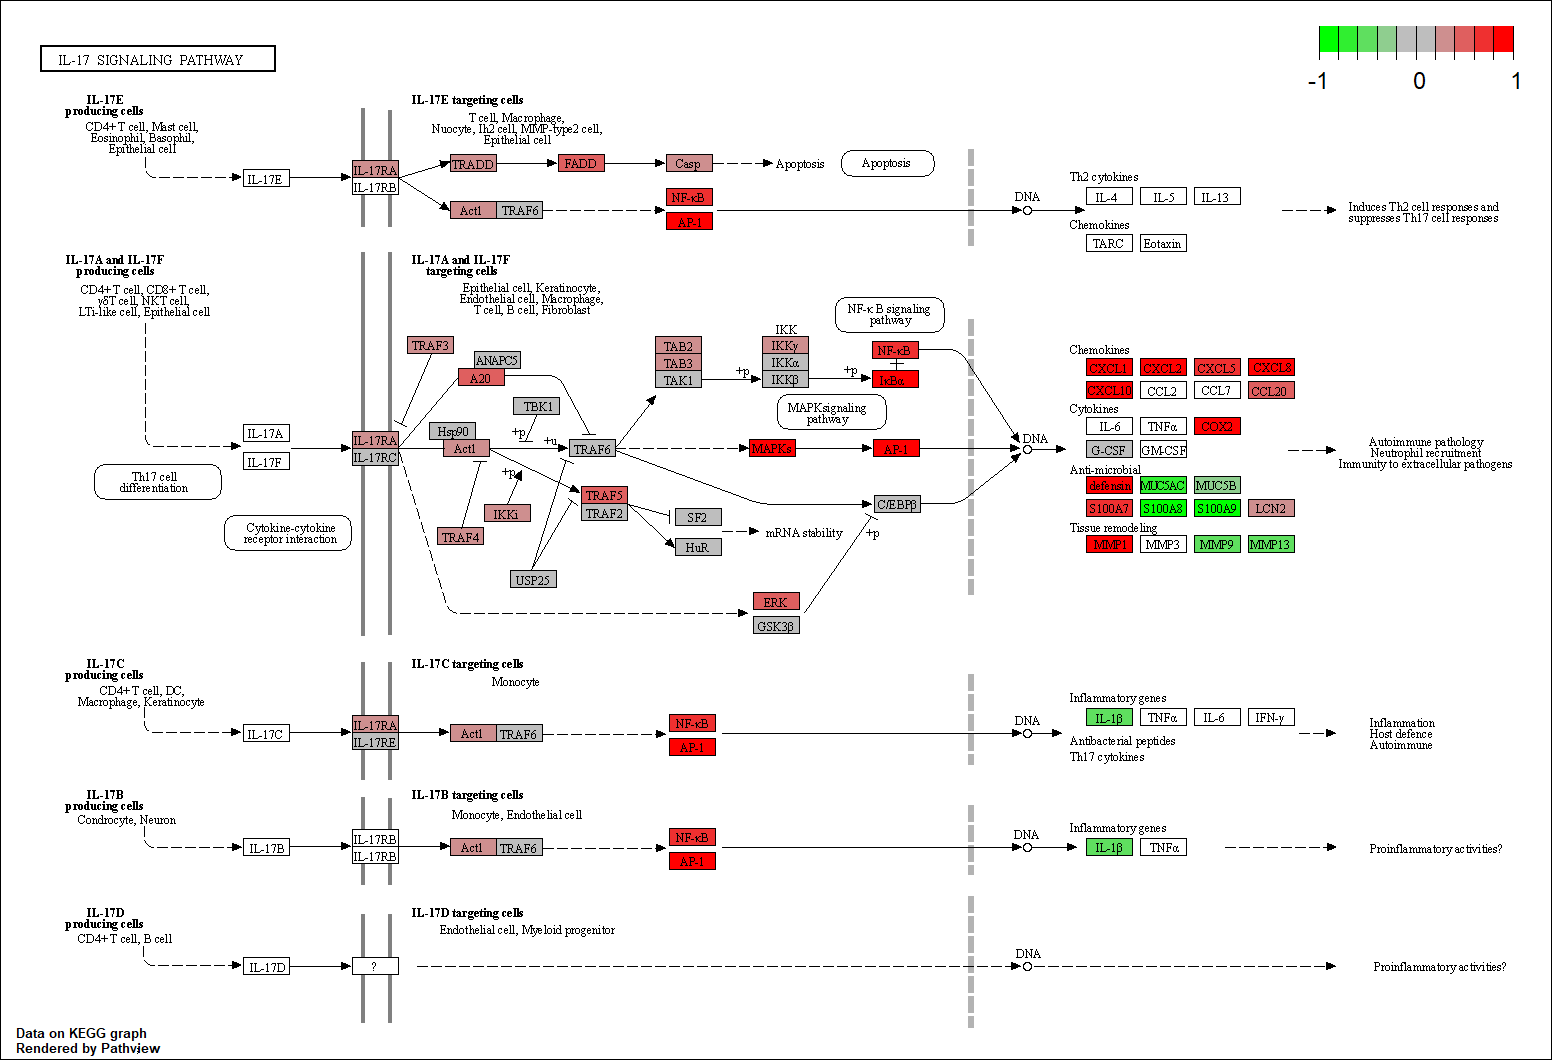 IL-17 SIGNALING PATHWAY
-1 0 1
IL-17E
producing cells
CD4+ T cell, Mast cell,
Eosinophil, Basophil,
Epithelial cell
IL-17E
IL-17RA
IL-17RB
IL-17E targeting cells
T cell, Macrophage,
Nuocyte, Ih2 cell, MMP-type2 cell,
Epithelial cell
TRADD
FADD
Casp
Apoptosis
Apoptosis
Act1
TRAF6
NF-κB
AP-1
DNA
Th2 cytokines
IL-4
IL-5
IL-13
Chemokines
TARC
Eotaxin
Induces Th2 cell responses and
suppresses Th17 cell responses
IL-17A and IL-17F
producing cells
CD4+ T cell, CD8+ T cell,
γδT cell, NKT cell,
LTi-like cell, Epithelial cell
IL-17A
IL-17F
Th17 cell
differentiation
Cytokine-cytokine
receptor interaction
IL-17RA
IL-17RC
IL-17A and IL-17F
targeting cells
Epithelial cell, Keratinocyte,
Endothelial cell, Macrophage,
T cell, B cell, Fibroblast
TRAF3
ANAPC5
A20
TBK1
Hsp90
Act1
+p
+u
TRAF6
+p
IKKi
TRAF4
USP25
TRAF5
TRAF2
SF2
HuR
mRNA stability
TAB2
TAB3
TAK1
+p
IKK
IKKγ
IKKα
IKKβ
+p
NF-κB signaling
pathway
NF-κB
IκBα
MAPK signaling
pathway
MAPKs
AP-1
C/EBPβ
+p
ERK
GSK3β
DNA
Chemokines
CXCL1
CXCL2
CXCL5
CXCL8
CXCL10
CCL2
CCL7
CCL20
Cytokines
IL-6
TNFα
COX2
G-CSF
GM-CSF
Anti-microbial
defensin
MUC5AC
MUC5B
S100A7
S100A8
S100A9
LCN2
Tissue remodeling
MMP1
MMP3
MMP9
MMP13
Autoimmune pathology
Neutrophil recruitment
Immunity to extracellular pathogens
IL-17C
producing cells
CD4+ T cell, DC,
Macrophage, Keratinocyte
IL-17C
IL-17RA
IL-17RE
IL-17C targeting cells
Monocyte
Act1
TRAF6
NF-κB
AP-1
DNA
Inflammatory genes
IL-1β
TNFα
IL-6
IFN-γ
Antibacterial peptides
Th17 cytokines
Inflammation
Host defence
Autoimmune
IL-17B
producing cells
Condrocyte, Neuron
IL-17B
IL-17RB
IL-17RB
IL-17B targeting cells
Monocyte, Endothelial cell
Act1
TRAF6
NF-κB
AP-1
DNA
Inflammatory genes
IL-1β
TNFα
Proinflammatory activities?
IL-17D
producing cells
CD4+ T cell, B cell
IL-17D
?
IL-17D targeting cells
Endothelial cell, Myeloid progenitor
DNA
Proinflammatory activities?
Data on KEGG graph
Rendered by Pathview